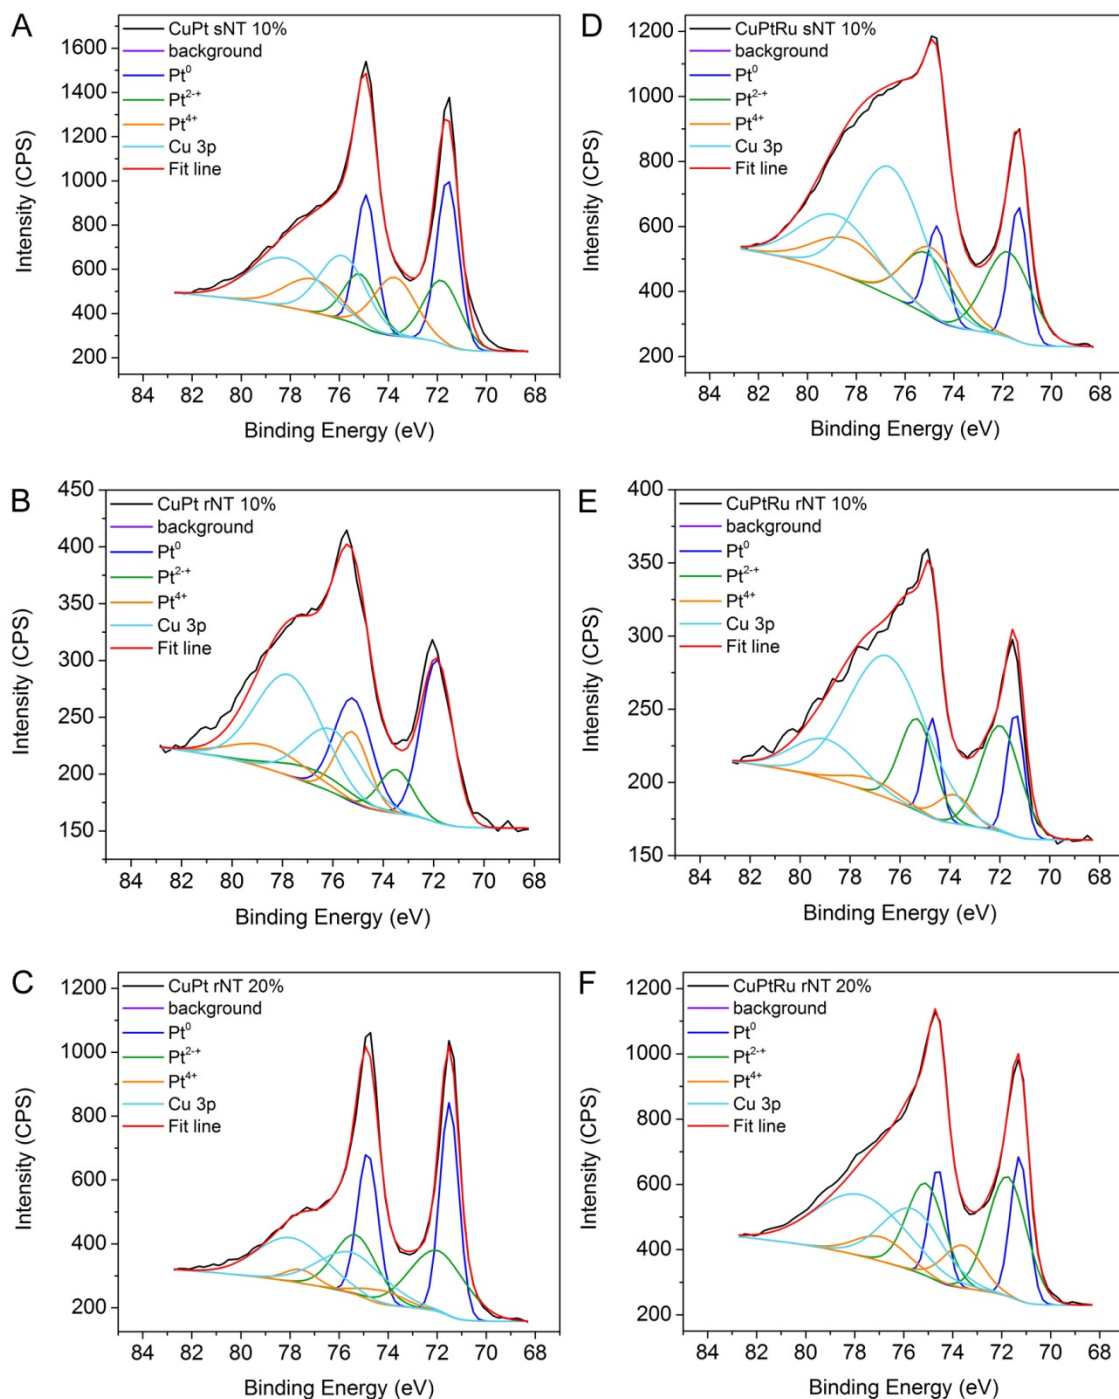 A
CuPt sNT 10%
background
Pt⁰
Pt²⁻⁺
Pt⁴⁺
Cu 3p
Fit line
Intensity (CPS)
1600
1400
1200
1000
800
600
400
200
84 82 80 78 76 74 72 70 68
Binding Energy (eV)
D
CuPtRu sNT 10%
background
Pt⁰
Pt²⁻⁺
Pt⁴⁺
Cu 3p
Fit line
Intensity (CPS)
1200
1000
800
600
400
200
84 82 80 78 76 74 72 70 68
Binding Energy (eV)
B
CuPt rNT 10%
background
Pt⁰
Pt²⁻⁺
Pt⁴⁺
Cu 3p
Fit line
Intensity (CPS)
450
400
350
300
250
200
150
84 82 80 78 76 74 72 70 68
Binding Energy (eV)
E
CuPtRu rNT 10%
background
Pt⁰
Pt²⁻⁺
Pt⁴⁺
Cu 3p
Fit line
Intensity (CPS)
400
350
300
250
200
150
84 82 80 78 76 74 72 70 68
Binding Energy (eV)
C
CuPt rNT 20%
background
Pt⁰
Pt²⁻⁺
Pt⁴⁺
Cu 3p
Fit line
Intensity (CPS)
1200
1000
800
600
400
200
84 82 80 78 76 74 72 70 68
Binding Energy (eV)
F
CuPtRu rNT 20%
background
Pt⁰
Pt²⁻⁺
Pt⁴⁺
Cu 3p
Fit line
Intensity (CPS)
1200
1000
800
600
400
200
84 82 80 78 76 74 72 70 68
Binding Energy (eV)